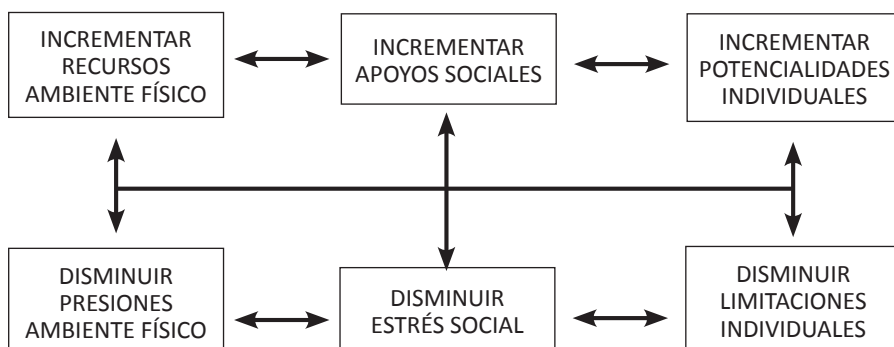 INCREMENTAR
RECURSOS
AMBIENTE FÍSICO
INCREMENTAR
APOYOS SOCIALES
INCREMENTAR
POTENCIALIDADES
INDIVIDUALES
DISMINUIR
PRESIONES
AMBIENTE FÍSICO
DISMINUIR
ESTRÉS SOCIAL
DISMINUIR
LIMITACIONES
INDIVIDUALES